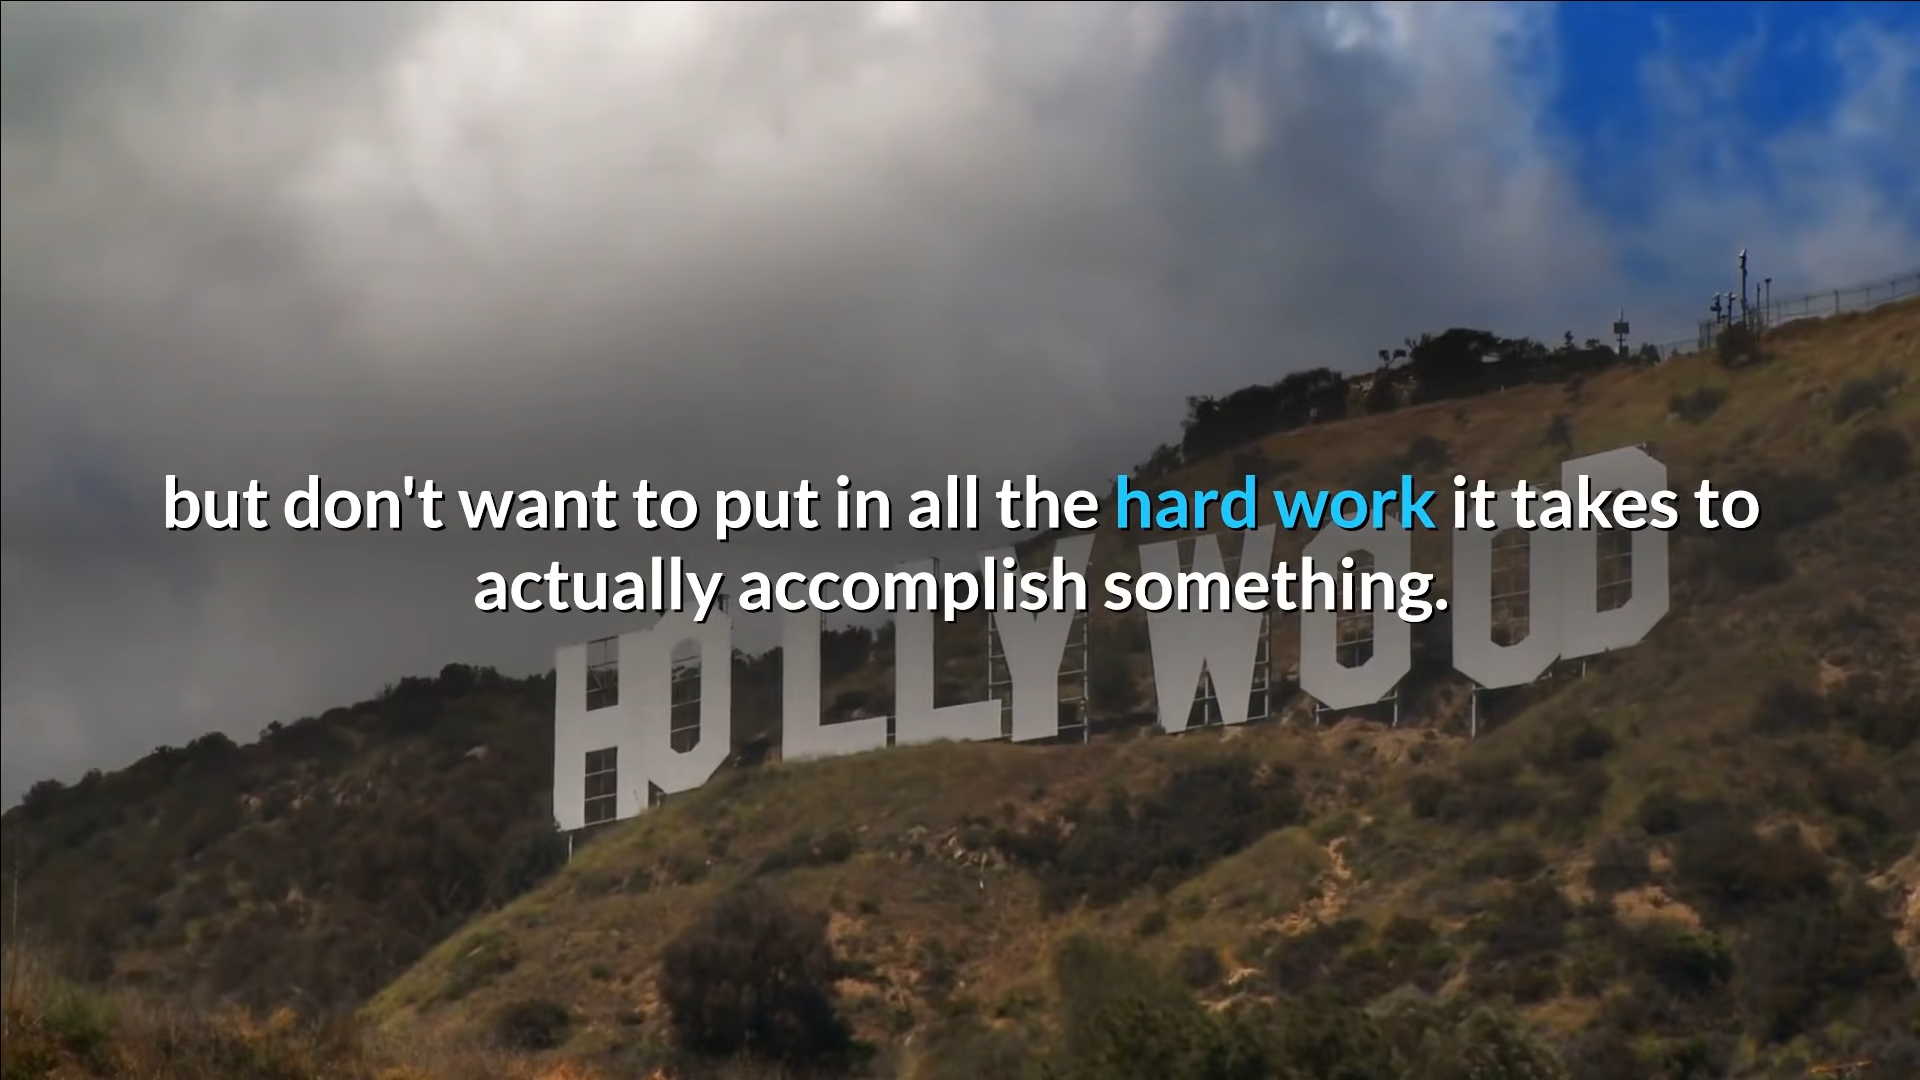 but don't want to put in all the hard work it takes to
actually accomplish something.
HOLLYWOOD